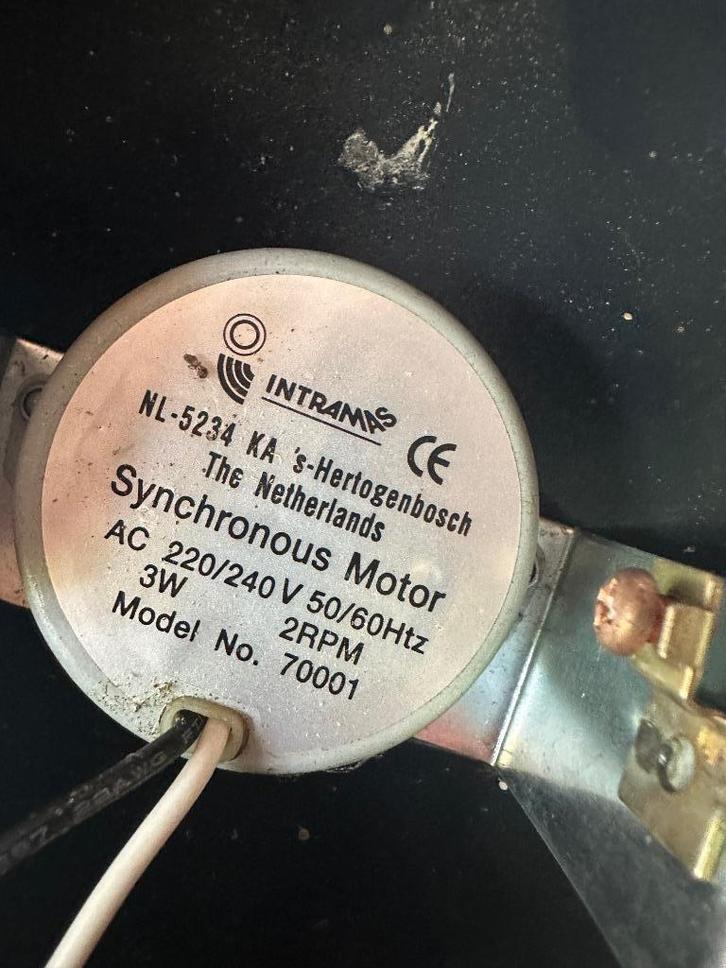 INTRAMAS
CE
NL-5234 KA 's-Hertogenbosch
The Netherlands
Synchronous Motor
AC 220/240 V 50/60Htz
3W 2RPM
Model No. 70001
22AWG